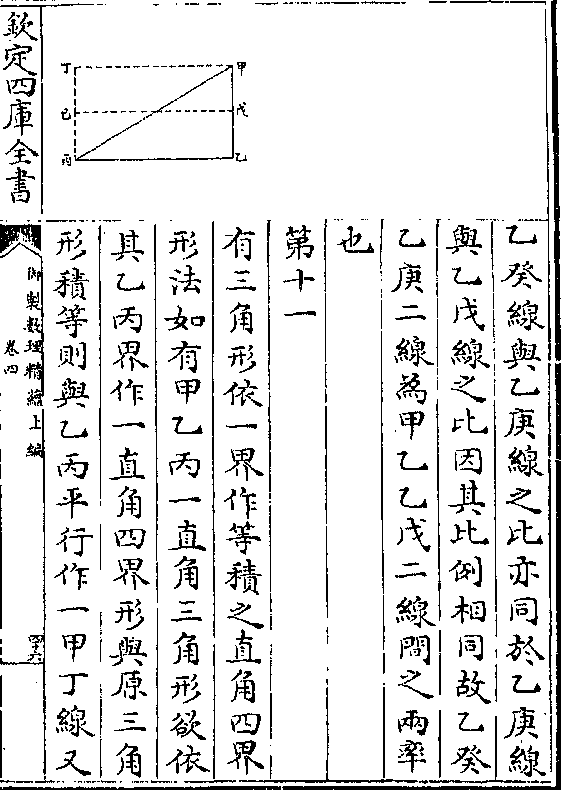 乙癸線與乙庚線之比亦同於乙庚線
與乙戊線之比因其比例相同故乙癸
乙庚二線為甲乙乙戊二線間之兩率
也
第十一
有三角形依一界作等積之直角四界
形法如有甲乙丙一直角三角形欲依
其乙丙界作一直角四界形與原三角
形積等則與乙丙平行作一甲丁線又
甲
戊
乙
丁
己
丙
欽定四庫全書
御製數理精蘊上編
卷四